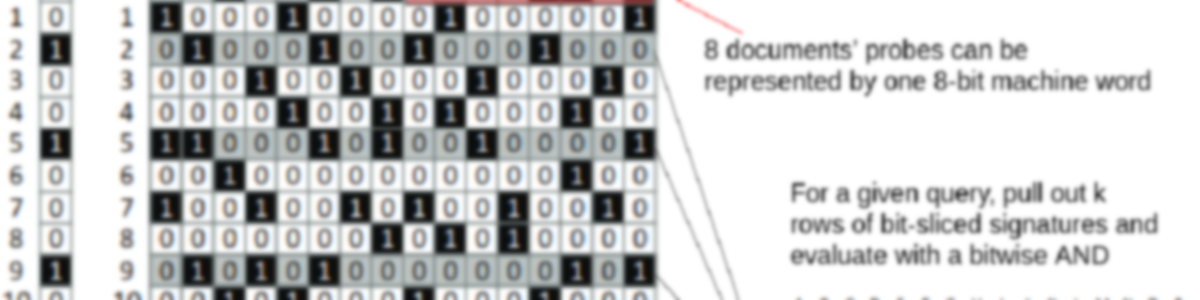 1 0 1 1 0 0 0 1 0 0 0 0 1 0 0 0 0 0 1
2 1 2 0 1 0 0 0 1 0 0 1 0 0 0 1 0 0 0
3 0 3 0 0 0 1 0 0 1 0 0 0 1 0 0 0 1 0
4 0 4 0 0 0 0 1 0 0 1 0 1 0 0 0 1 0 0
5 1 5 1 1 0 0 0 1 0 1 0 0 1 0 0 0 0 1
6 0 6 0 0 1 0 0 0 0 0 0 0 0 0 0 1 0 0
7 0 7 1 0 0 1 0 0 1 0 1 0 0 1 0 0 1 0
8 0 8 0 0 0 0 0 0 0 1 0 1 0 1 0 0 0 0
9 1 9 0 1 0 1 0 1 0 0 0 0 0 0 0 1 0 1
8 documents' probes can be
represented by one 8-bit machine word
For a given query, pull out k
rows of bit-sliced signatures and
evaluate with a bitwise AND